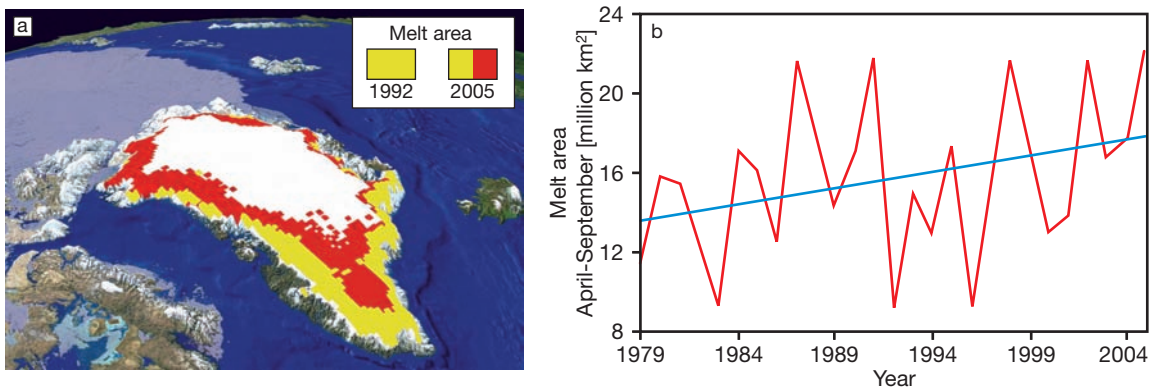 a
Melt area
1992 2005
b
Melt area
April-September [million km²]
24
20
16
12
8
1979 1984 1989 1994 1999 2004
Year